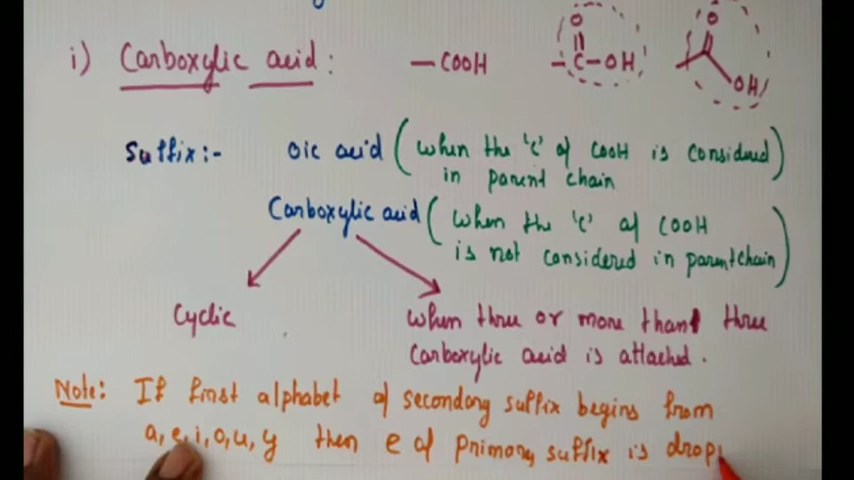 i) Carboxylic acid : —COOH O –C–OH O OH
Suffix:- oic acid (when the 'c' of COOH is considered
in parent chain)
Carboxylic acid (when the 'c' of COOH
is not considered in parent chain)
Cyclic when three or more than three
Carboxylic acid is attached.
Note: If first alphabet of secondary suffix begins from
a, e, i, o, u, y then e of primary suffix is drop